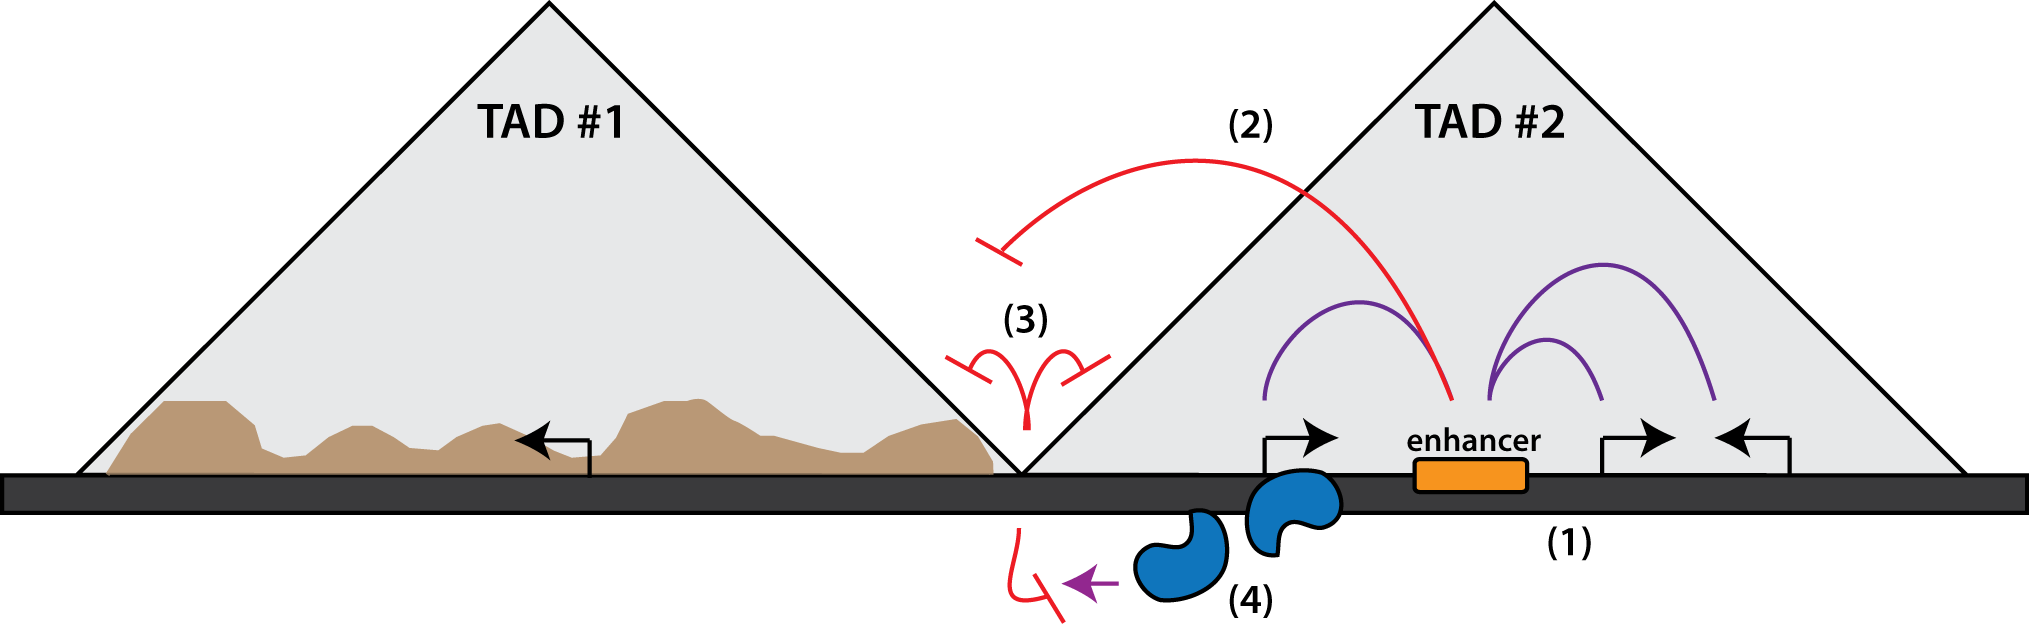 TAD #1
TAD #2
(2)
(3)
enhancer
(1)
(4)